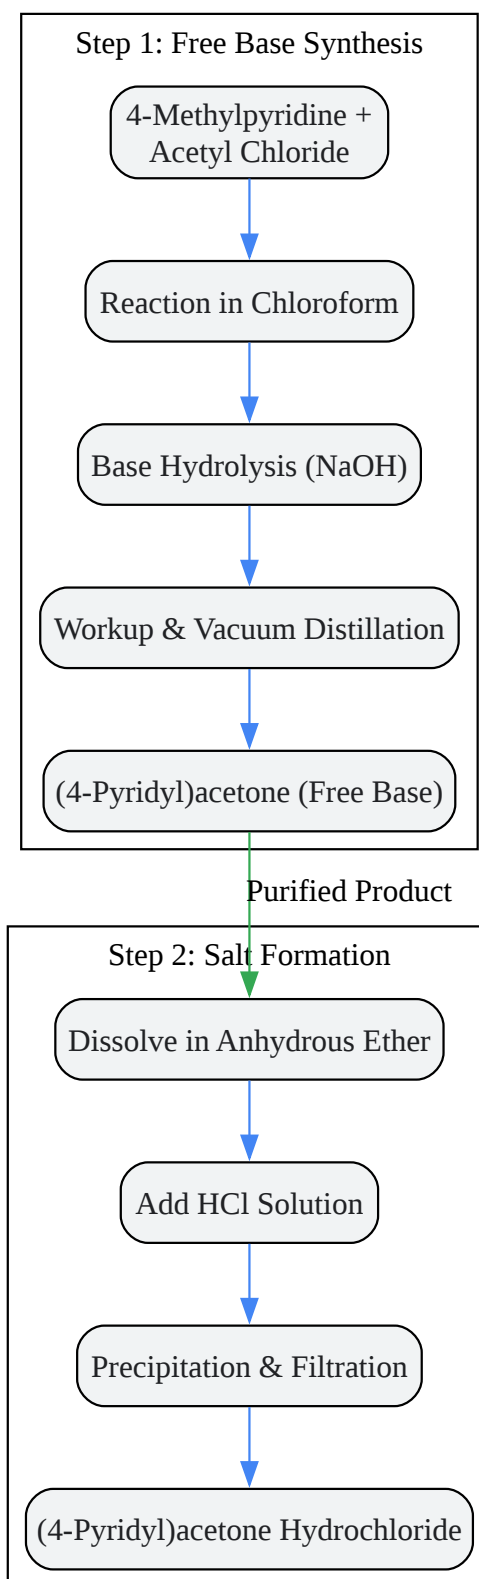 Step 1: Free Base Synthesis
4-Methylpyridine +
Acetyl Chloride
Reaction in Chloroform
Base Hydrolysis (NaOH)
Workup & Vacuum Distillation
(4-Pyridyl)acetone (Free Base)
Purified Product
Step 2: Salt Formation
Dissolve in Anhydrous Ether
Add HCl Solution
Precipitation & Filtration
(4-Pyridyl)acetone Hydrochloride